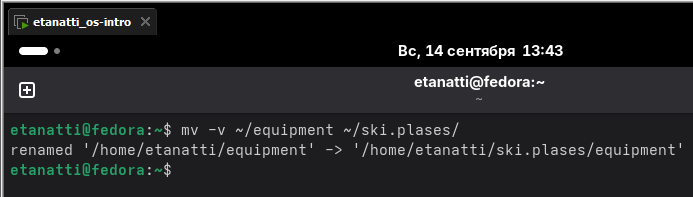 etanatti_os-intro
Вс, 14 сентября 13:43
etanatti@fedora:~
~
etanatti@fedora:~$ mv -v ~/equipment ~/ski.plases/
renamed '/home/etanatti/equipment' -> '/home/etanatti/ski.plases/equipment'
etanatti@fedora:~$